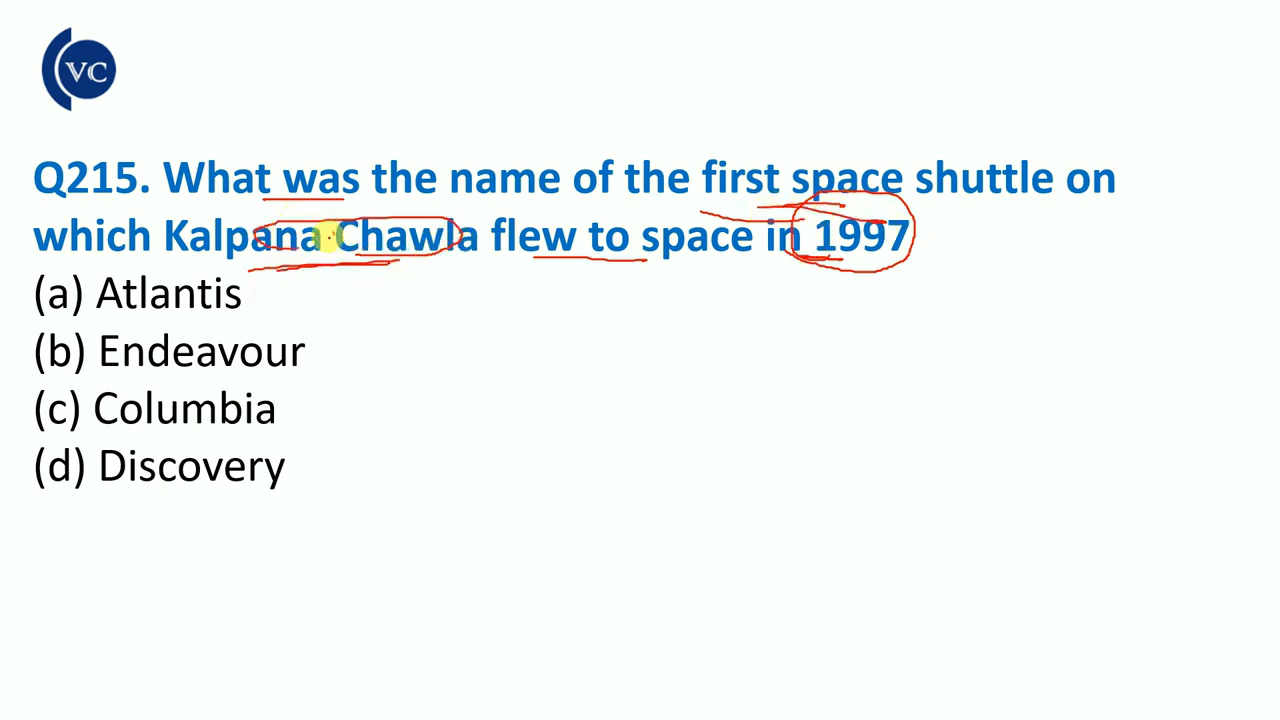 VC
Q215. What was the name of the first space shuttle on
which Kalpana Chawla flew to space in 1997
(a) Atlantis
(b) Endeavour
(c) Columbia
(d) Discovery